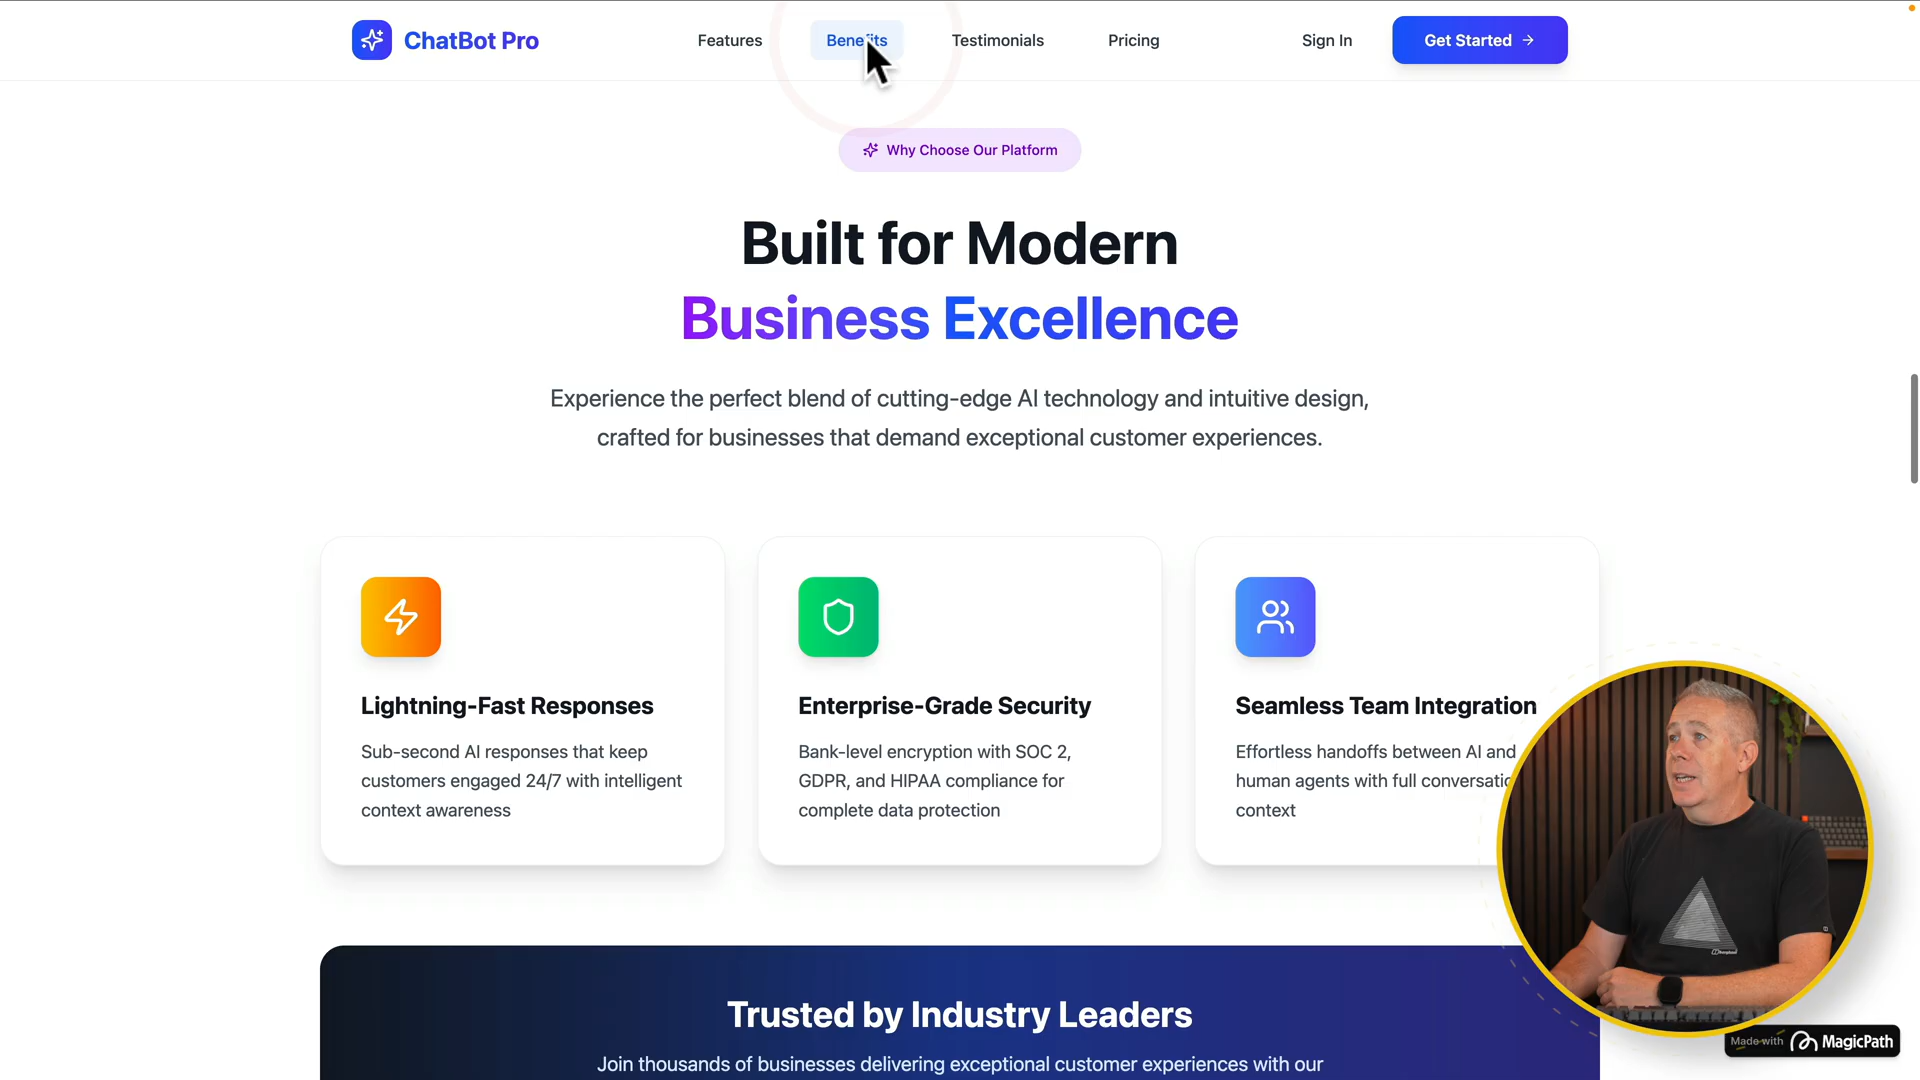 ChatBot Pro
Features
Benefits
Testimonials
Pricing
Sign In
Get Started
Why Choose Our Platform
Built for Modern
Business Excellence
Experience the perfect blend of cutting-edge AI technology and intuitive design,
crafted for businesses that demand exceptional customer experiences.
Lightning-Fast Responses
Sub-second AI responses that keep
customers engaged 24/7 with intelligent
context awareness
Enterprise-Grade Security
Bank-level encryption with SOC 2,
GDPR, and HIPAA compliance for
complete data protection
Seamless Team Integration
Effortless handoffs between AI and
human agents with full conversatio
context
Trusted by Industry Leaders
Join thousands of businesses delivering exceptional customer experiences with our
Made with MagicPath